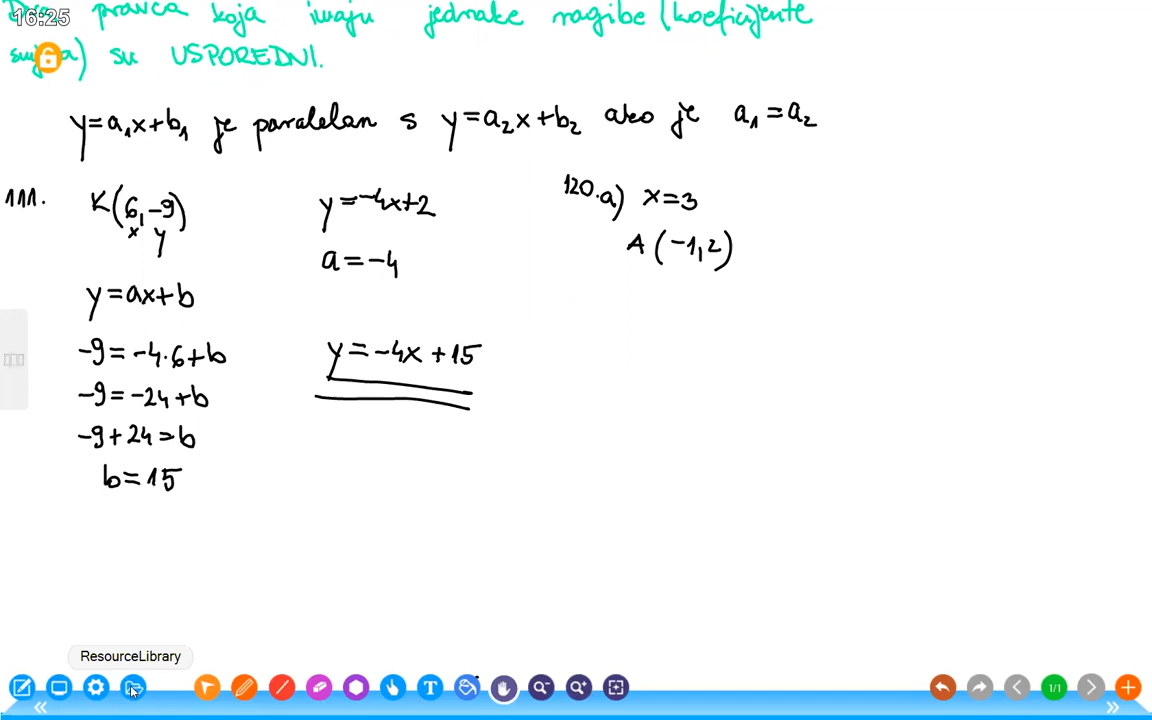 16:25
pravca koja imaju jednake nagibe (koeficijente
su USPOREDNI.
y=a₁x+b₁ je paralelan s y=a₂x+b₂ ako je a₁=a₂
111.
K(6,-9)
x y
y=ax+b
-9=-4·6+b
-9=-24+b
-9+24=b
b=15
y=-4x+2
a=-4
y=-4x+15
120.a) x=3
A(-1,2)
ResourceLibrary
1/1